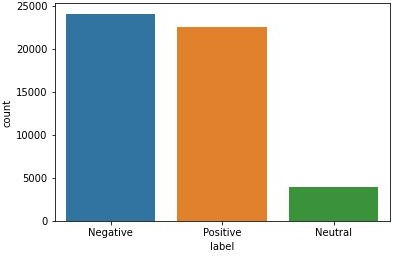 25000
20000
15000
10000
5000
0
count
Negative
Positive
Neutral
label